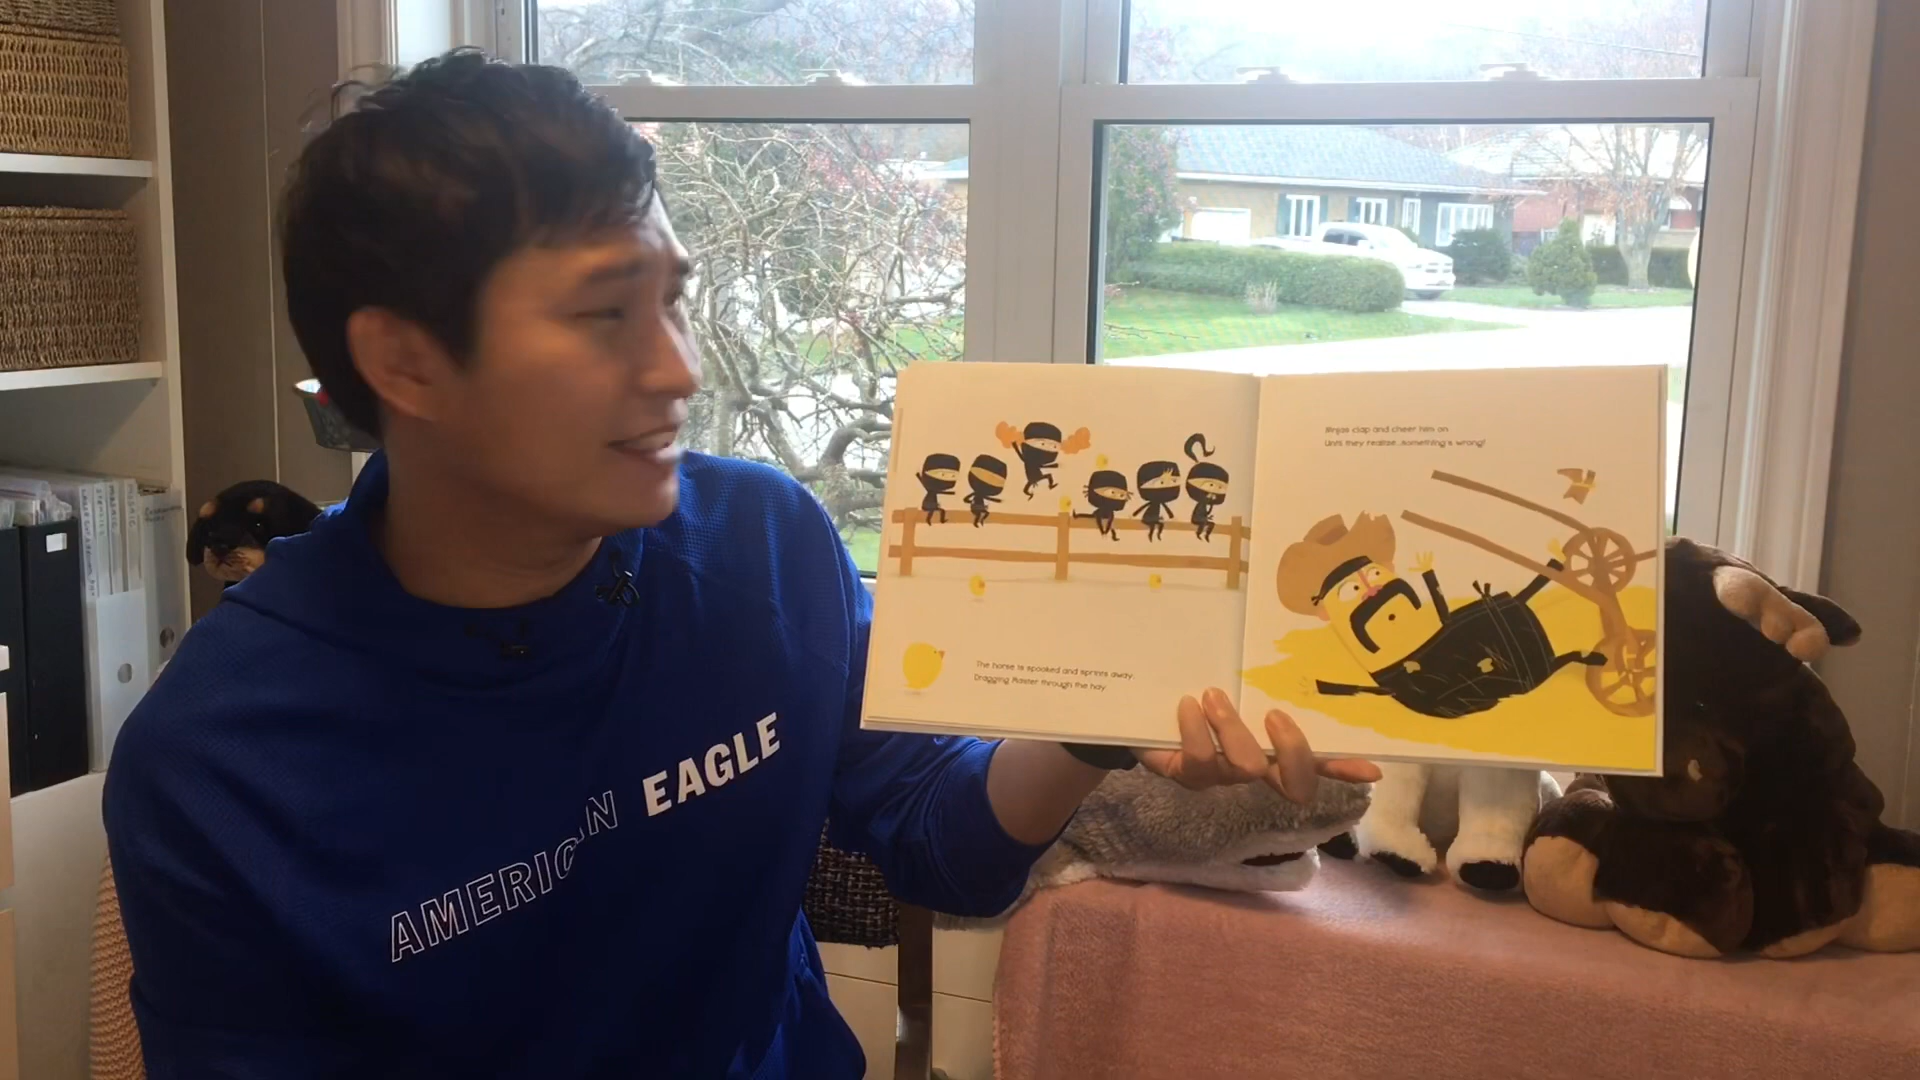 AMERICAN EAGLE
The horse is spooked and sprints away.
Dragging Master through the hay.
Ninjas clap and cheer him on.
Until they realize...something's wrong!